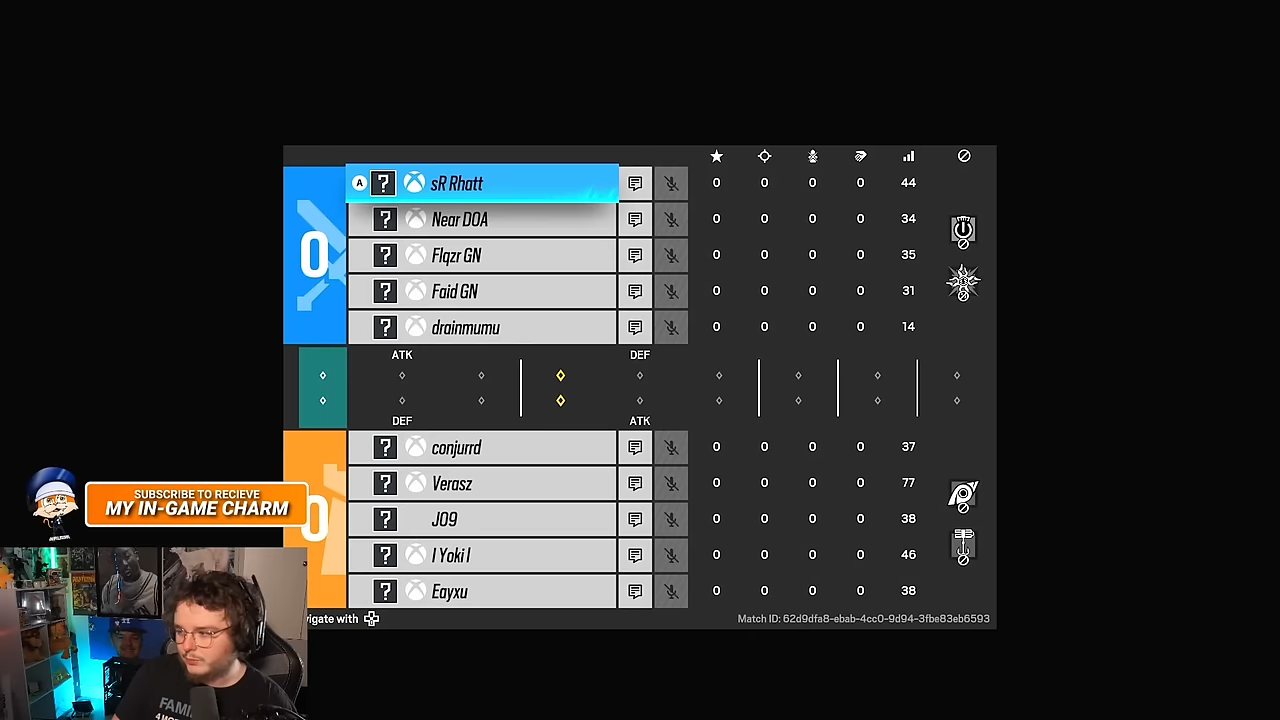 0
A ? sR Rhatt 0 0 0 0 44
? Near DOA 0 0 0 0 34
? Flqzr GN 0 0 0 0 35
? Faid GN 0 0 0 0 31
? drainmumu 0 0 0 0 14
ATK DEF
DEF ATK
0
? conjurrd 0 0 0 0 37
? Verasz 0 0 0 0 77
? JO9 0 0 0 0 38
? I Yoki I 0 0 0 0 46
? Eayxu 0 0 0 0 38
SUBSCRIBE TO RECIEVE
MY IN-GAME CHARM
vigate with
Match ID: 62d9dfa8-ebab-4cc0-9d94-3fbe83eb6593